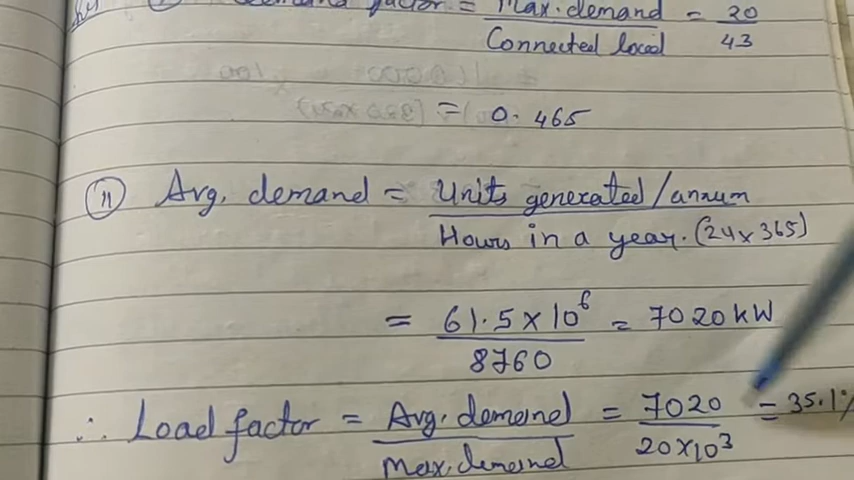 Demand factor = Max. demand / Connected load = 20 / 43
= 0.465
(ii) Avg. demand = Units generated/annum / Hours in a year. (24x365)
= 61.5 x 10^6 / 8760 = 7020 kW
∴ Load factor = Avg. demand / Max. demand = 7020 / 20x10^3 = 35.1%